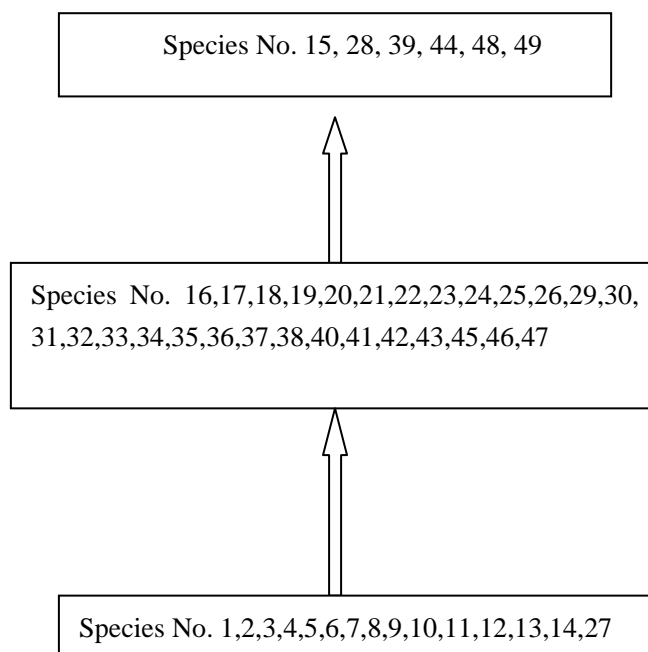 Species No. 15, 28, 39, 44, 48, 49
Species No. 16,17,18,19,20,21,22,23,24,25,26,29,30,
31,32,33,34,35,36,37,38,40,41,42,43,45,46,47
Species No. 1,2,3,4,5,6,7,8,9,10,11,12,13,14,27